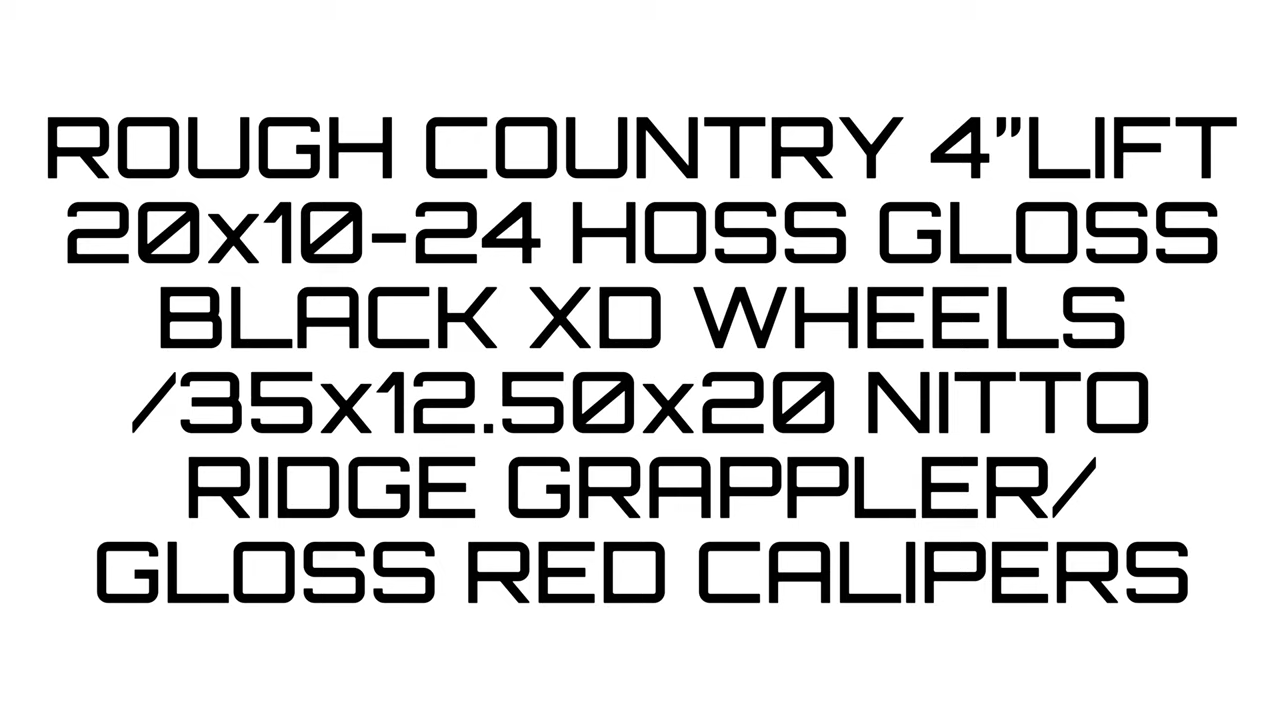 ROUGH COUNTRY 4"LIFT
20x10-24 HOSS GLOSS
BLACK XD WHEELS
/35x12.50x20 NITTO
RIDGE GRAPPLER/
GLOSS RED CALIPERS